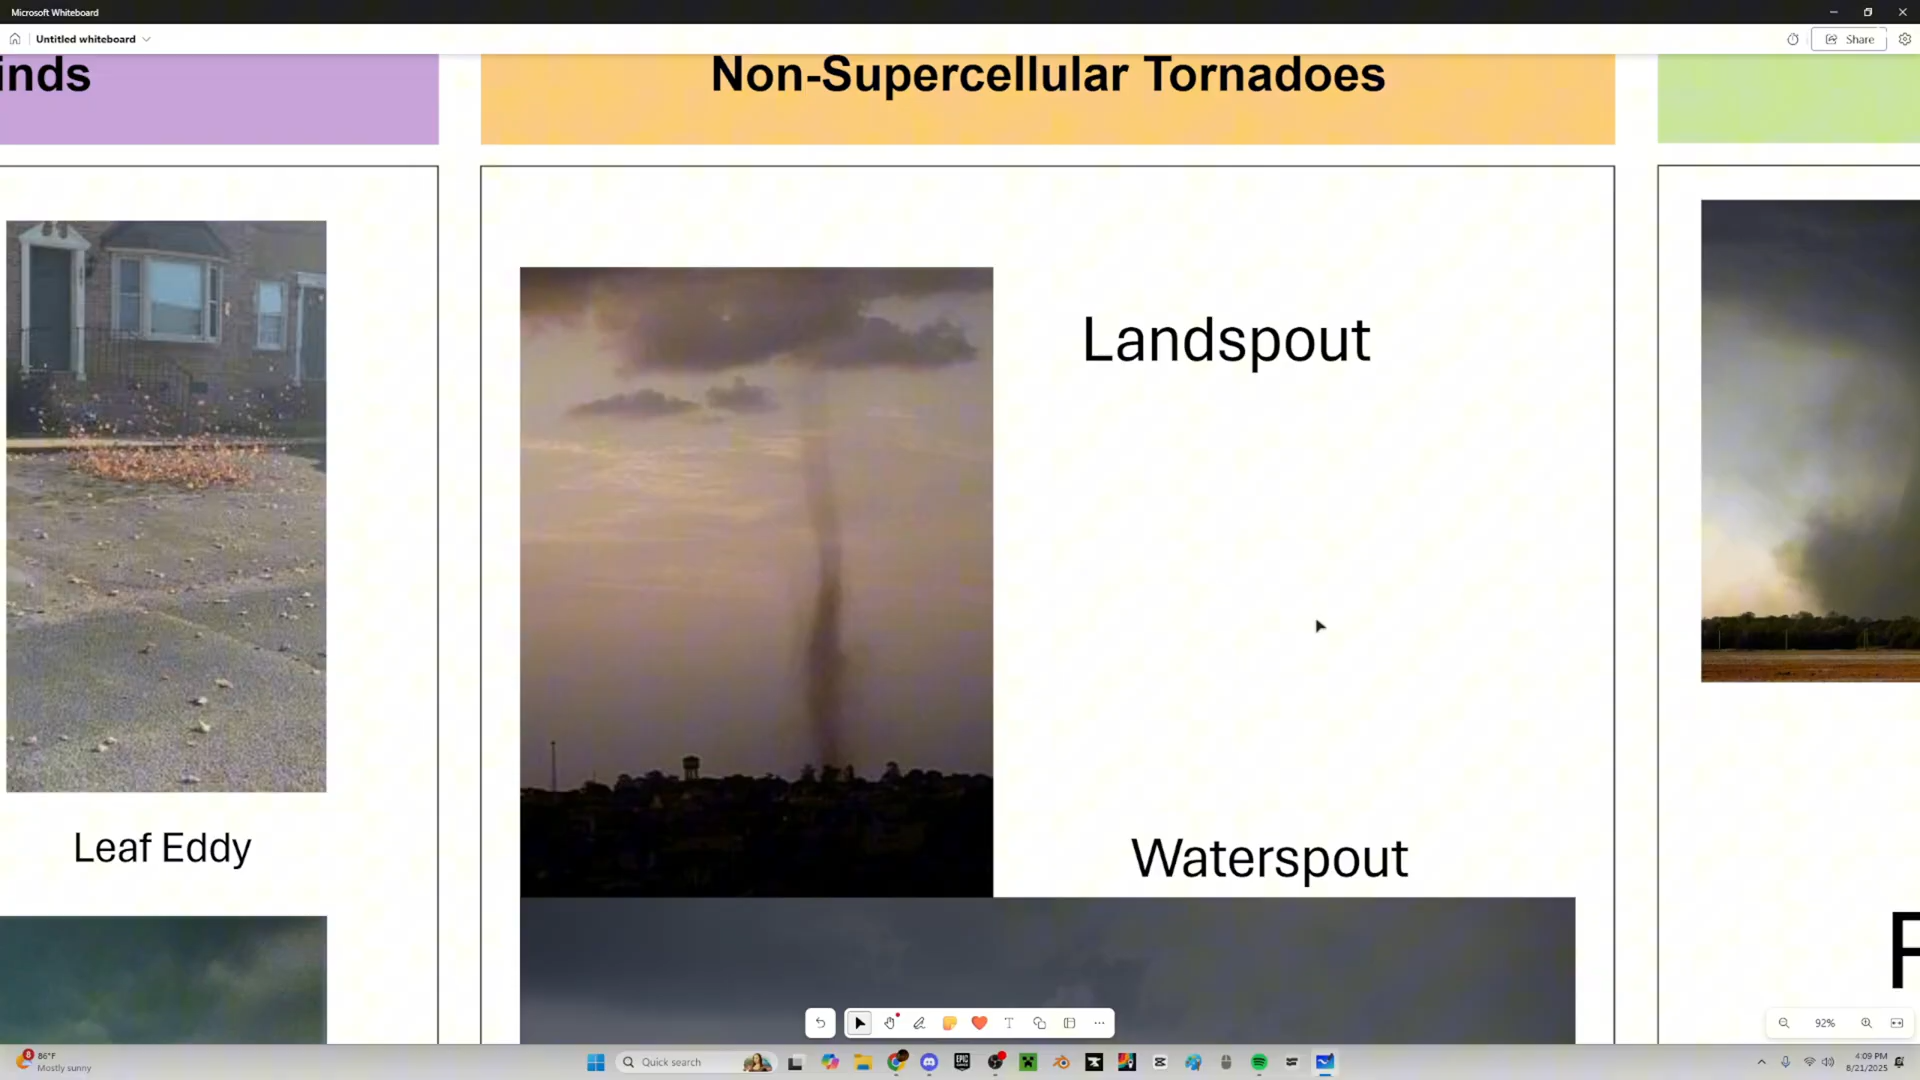 Microsoft Whiteboard
Untitled whiteboard
Share
inds
Non-Supercellular Tornadoes
Landspout
Waterspout
Leaf Eddy
F
92%
8
86°F
Mostly sunny
Quick search
4:09 PM
8/21/2025